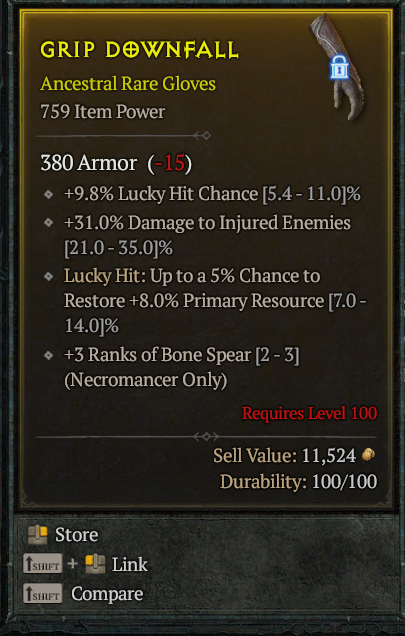 GRIP DOWNFALL
Ancestral Rare Gloves
759 Item Power
380 Armor (-15)
+9.8% Lucky Hit Chance [5.4 - 11.0]%
+31.0% Damage to Injured Enemies
[21.0 - 35.0]%
Lucky Hit: Up to a 5% Chance to
Restore +8.0% Primary Resource [7.0 -
14.0]%
+3 Ranks of Bone Spear [2 - 3]
(Necromancer Only)
Requires Level 100
Sell Value: 11,524
Durability: 100/100
Store
SHIFT + Link
SHIFT Compare